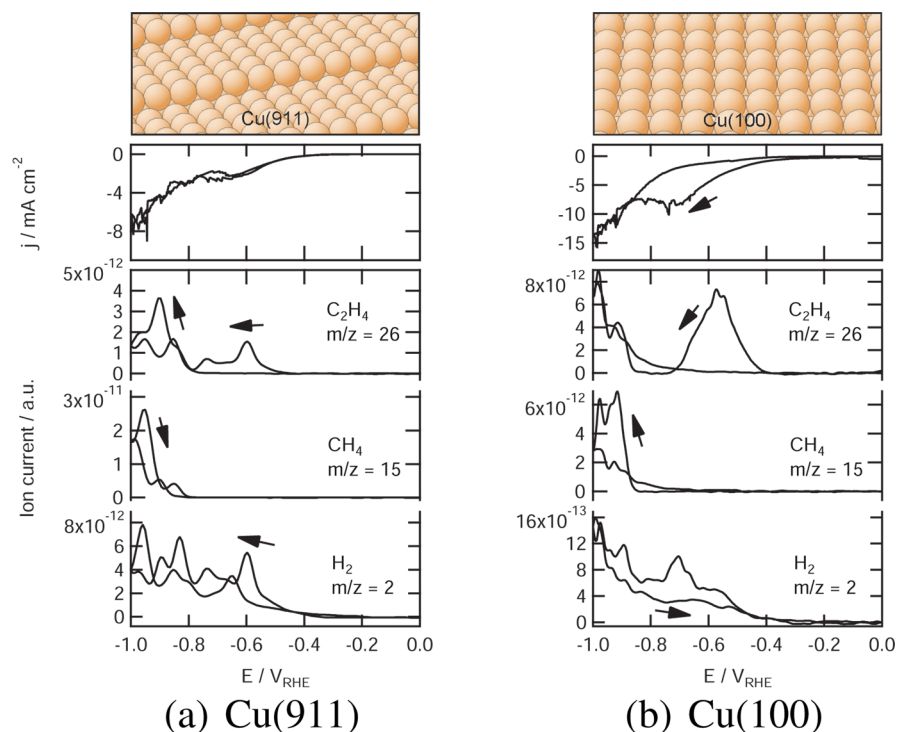 Cu(911)
j / mA cm⁻²
0
-4
-8
5x10⁻¹²
4
3
2
1
0
C₂H₄
m/z = 26
Ion current / a.u.
3x10⁻¹¹
2
1
0
CH₄
m/z = 15
8x10⁻¹²
6
4
2
0
H₂
m/z = 2
-1.0 -0.8 -0.6 -0.4 -0.2 0.0
E / V_RHE
(a) Cu(911)
Cu(100)
0
-5
-10
-15
8x10⁻¹²
6
4
2
0
C₂H₄
m/z = 26
6x10⁻¹²
4
2
0
CH₄
m/z = 15
16x10⁻¹³
12
8
4
0
H₂
m/z = 2
-1.0 -0.8 -0.6 -0.4 -0.2 0.0
E / V_RHE
(b) Cu(100)